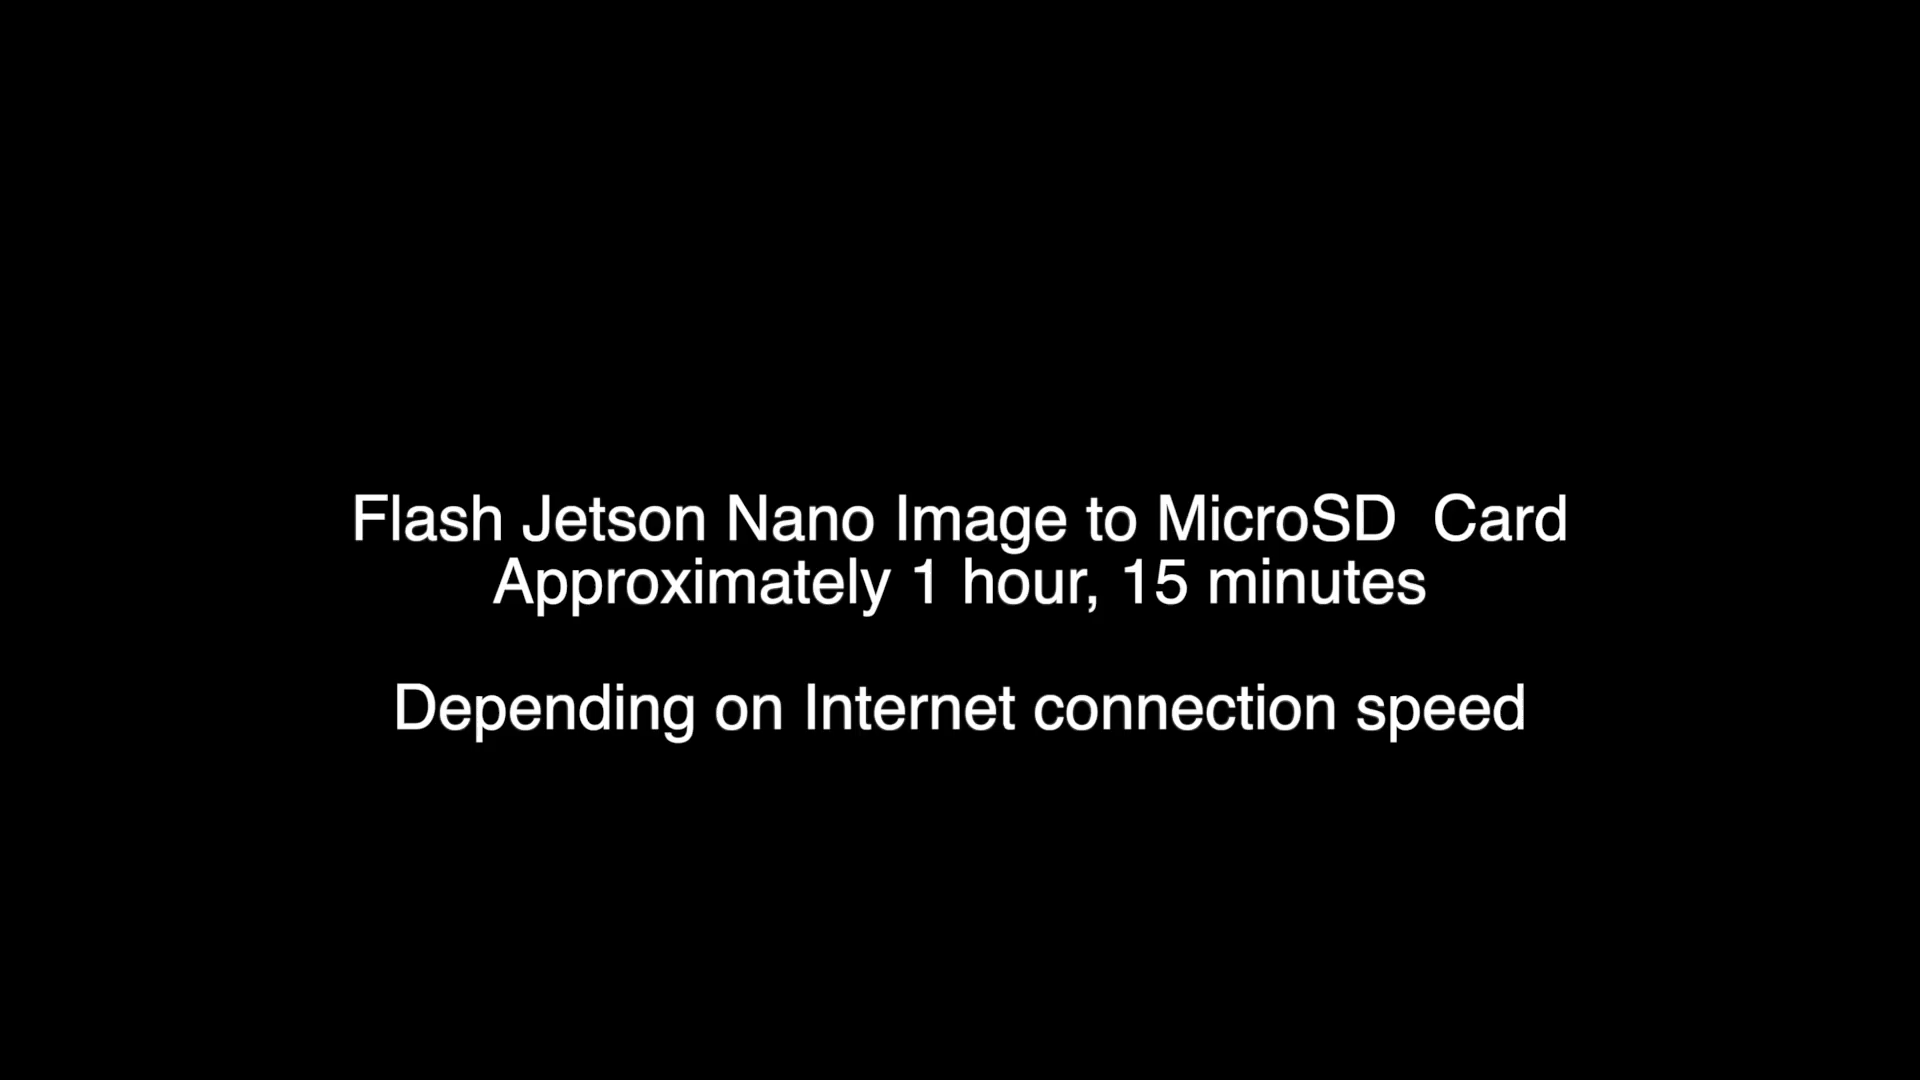 Flash Jetson Nano Image to MicroSD  Card
Approximately 1 hour, 15 minutes
Depending on Internet connection speed